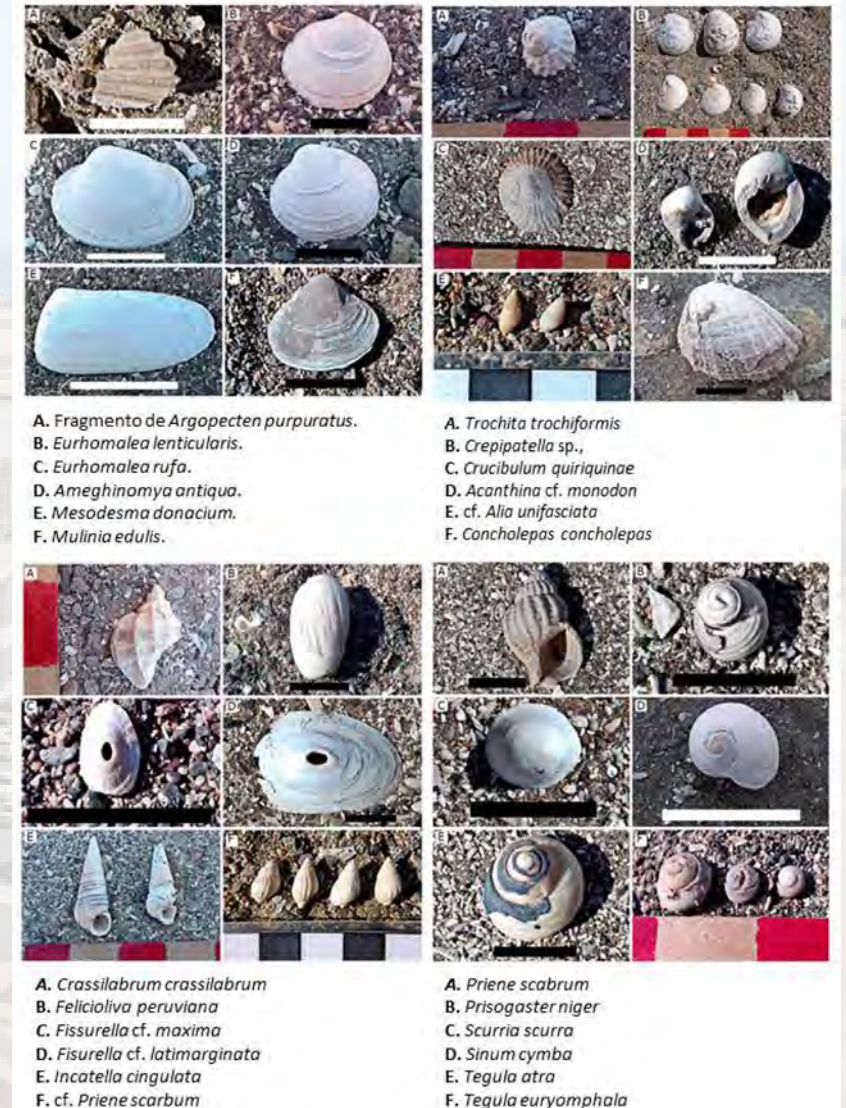 A
B
C
D
E
F
A. Fragmento de Argopecten purpuratus.
B. Eurhomalea lenticularis.
C. Eurhomalea rufa.
D. Ameghinomya antiqua.
E. Mesodesma donacium.
F. Mulinia edulis.
A
B
C
D
E
F
A. Trochita trochiformis
B. Crepipatella sp.,
C. Crucibulum quiriquinae
D. Acanthina cf. monodon
E. cf. Alia unifasciata
F. Concholepas concholepas
A
B
C
D
E
F
A. Crassilabrum crassilabrum
B. Felicioliva peruviana
C. Fissurella cf. maxima
D. Fisurella cf. latimarginata
E. Incatella cingulata
F. cf. Priene scarbum
A
B
C
D
E
F
A. Priene scabrum
B. Prisogaster niger
C. Scurria scurra
D. Sinum cymba
E. Tegula atra
F. Tegula euryomphala